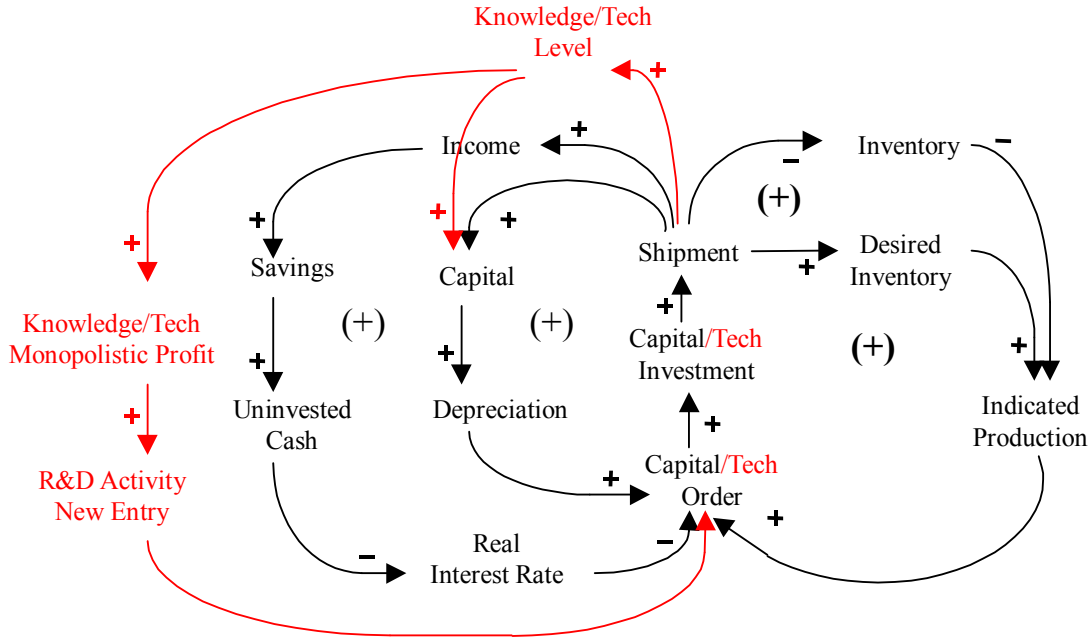 Knowledge/Tech
Level
+
Income
+
−
Inventory
−
(+)
+
+
+
+
Savings
Capital
Shipment
+
Desired
Inventory
Knowledge/Tech
Monopolistic Profit
(+)
(+)
+
Capital/Tech
Investment
(+)
+
+
+
+
Uninvested
Cash
Depreciation
+
Indicated
Production
R&D Activity
New Entry
Capital/Tech
Order
+
+
−
Real
Interest Rate
−